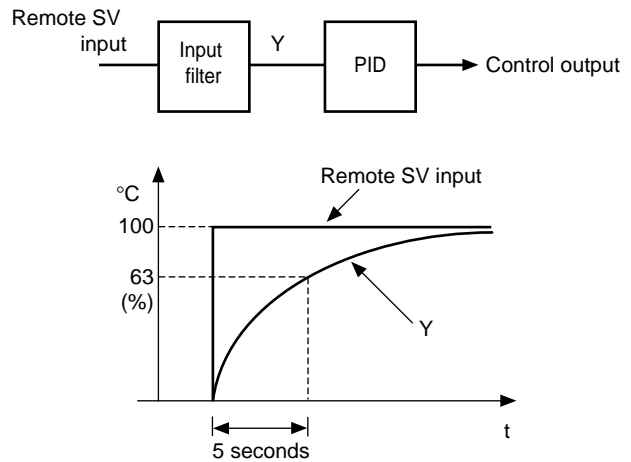 Remote SV
input
Input
filter
Y
PID
Control output
Remote SV input
°C
100
63
(%)
Y
t
5 seconds